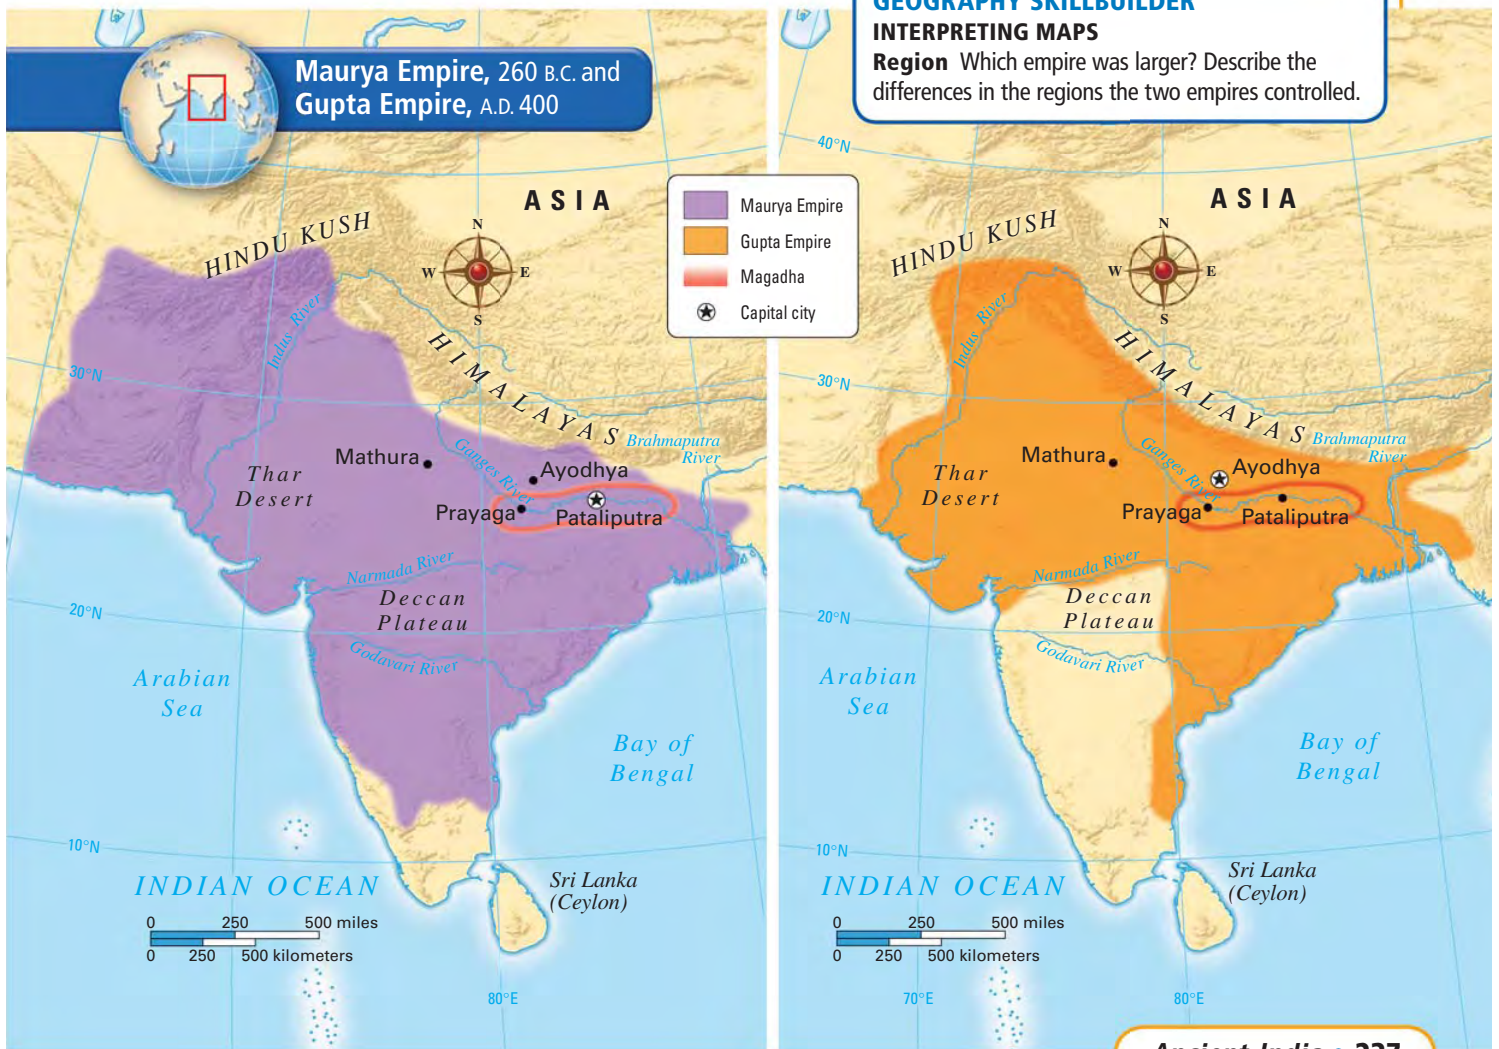 GEOGRAPHY SKILLBUILDER
INTERPRETING MAPS
Region Which empire was larger? Describe the
differences in the regions the two empires controlled.
Maurya Empire, 260 B.C. and
Gupta Empire, A.D. 400
Maurya Empire
Gupta Empire
Magadha
Capital city
ASIA
HINDU KUSH
N
W
E
S
Indus River
HIMALAYAS
30°N
Brahmaputra
River
Mathura
Ganges River
Ayodhya
Thar
Desert
Prayaga
Pataliputra
Narmada River
Deccan
Plateau
20°N
Godavari River
Arabian
Sea
Bay of
Bengal
10°N
INDIAN OCEAN
Sri Lanka
(Ceylon)
0 250 500 miles
0 250 500 kilometers
80°E
40°N
ASIA
HINDU KUSH
N
W
E
S
Indus River
HIMALAYAS
30°N
Brahmaputra
River
Mathura
Ganges River
Ayodhya
Thar
Desert
Prayaga
Pataliputra
Narmada River
Deccan
Plateau
20°N
Godavari River
Arabian
Sea
Bay of
Bengal
10°N
INDIAN OCEAN
Sri Lanka
(Ceylon)
0 250 500 miles
0 250 500 kilometers
70°E
80°E
Ancient India • 237